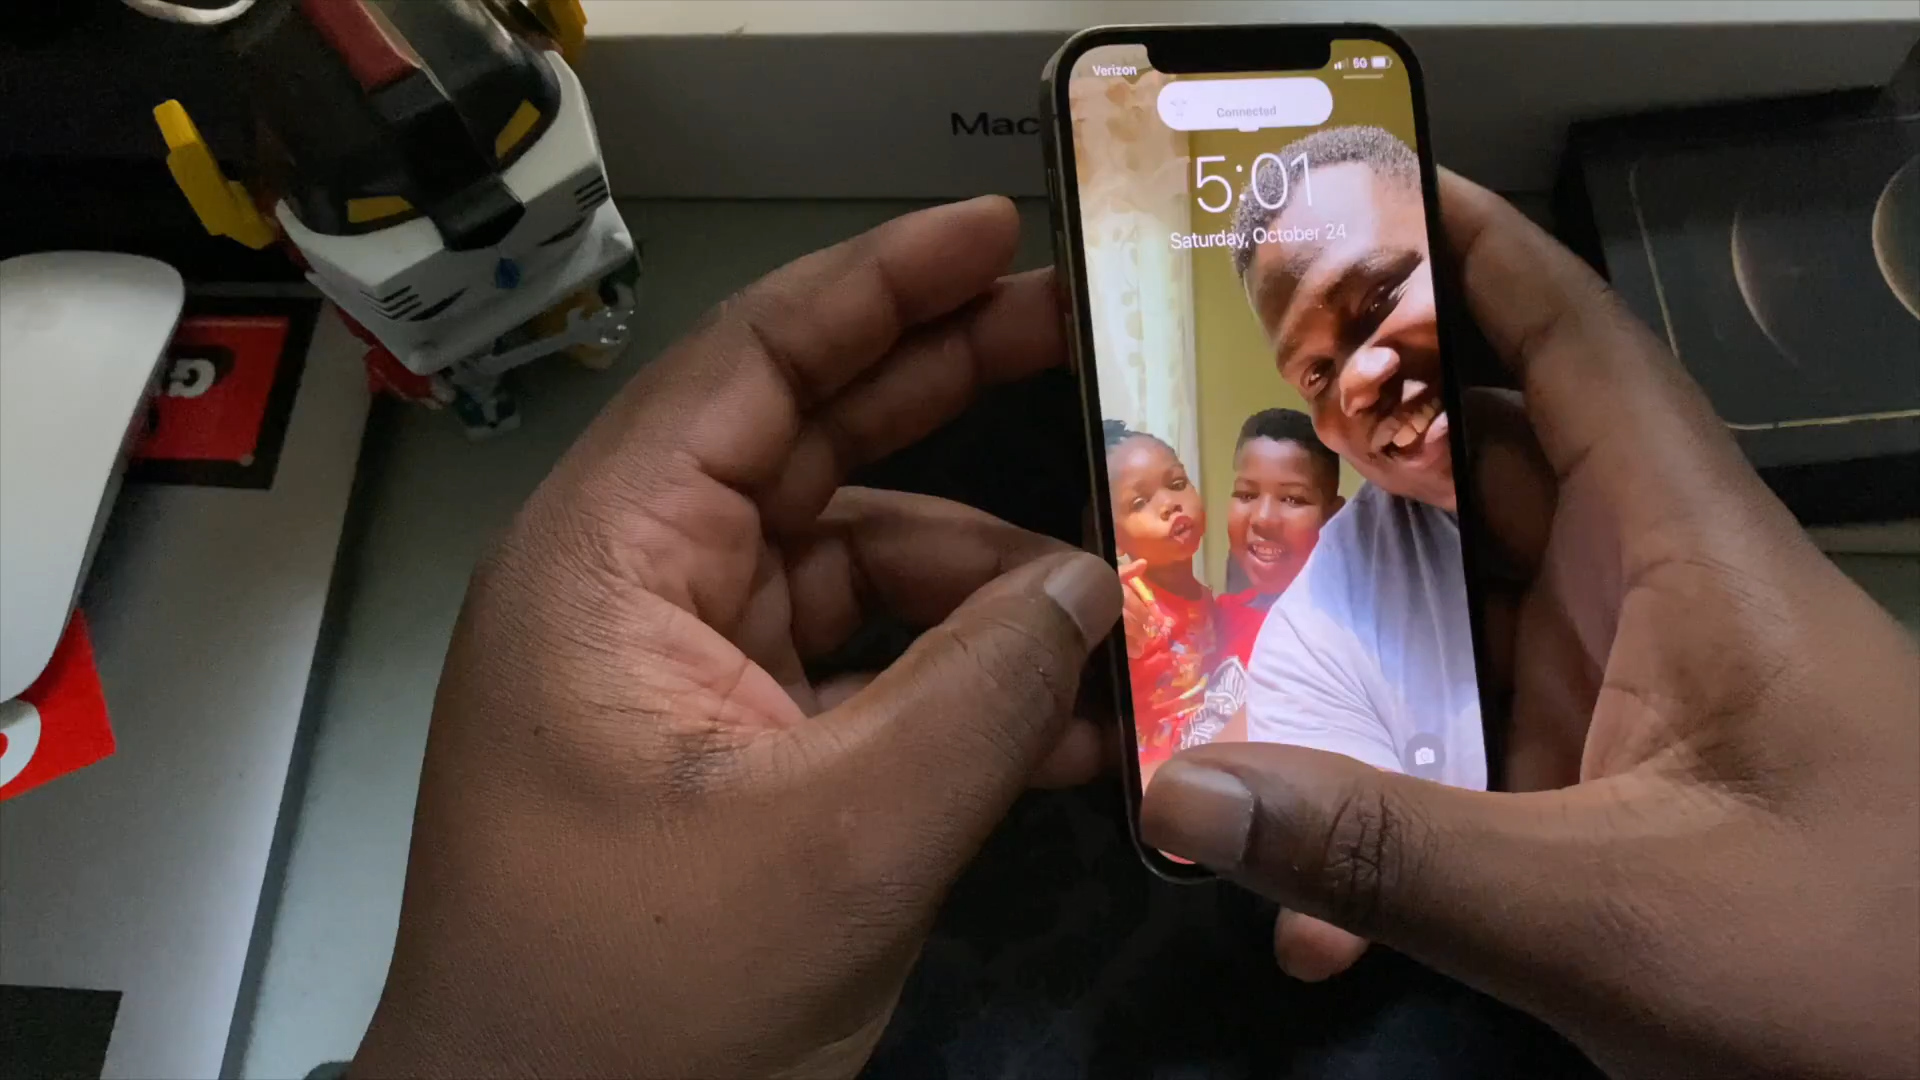 Mac
Verizon
5G
Connected
5:01
Saturday, October 24